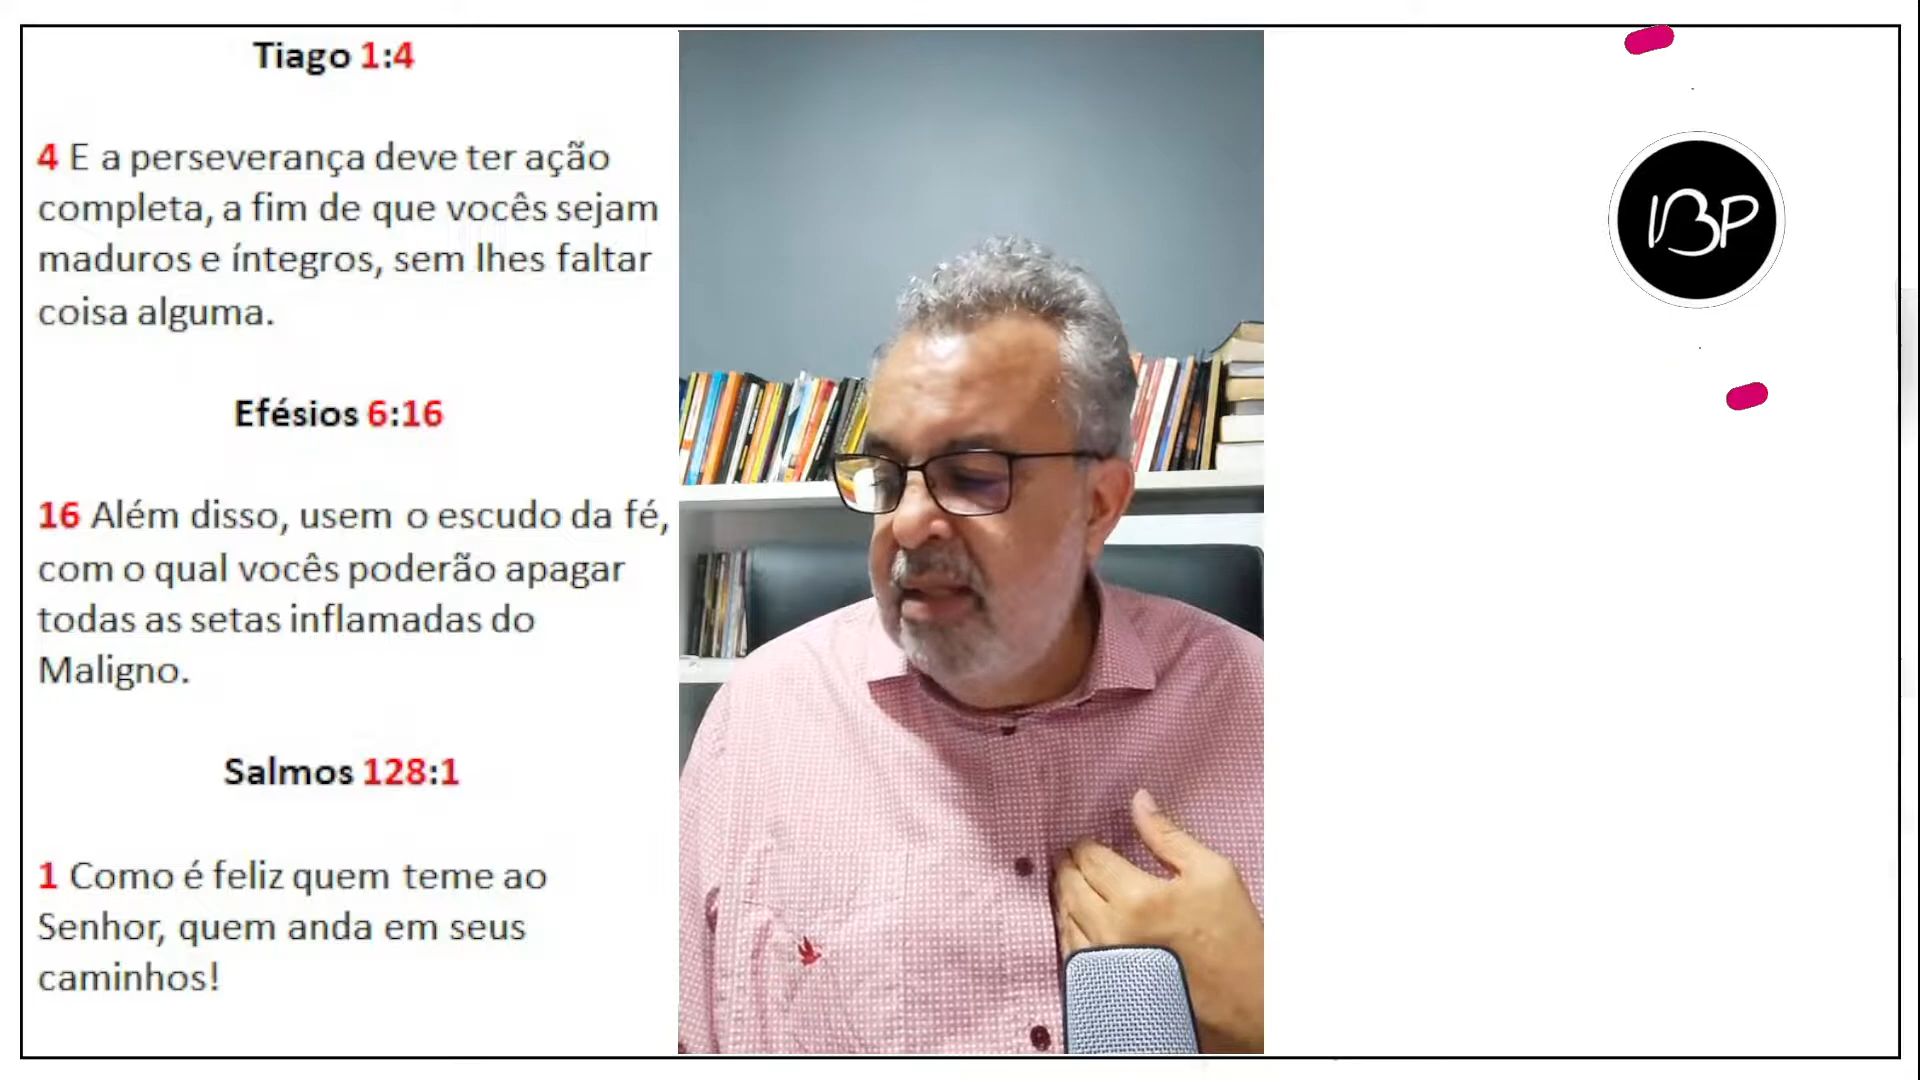 Tiago 1:4
4 E a perseverança deve ter ação
completa, a fim de que vocês sejam
maduros e íntegros, sem lhes faltar
coisa alguma.
Efésios 6:16
16 Além disso, usem o escudo da fé,
com o qual vocês poderão apagar
todas as setas inflamadas do
Maligno.
Salmos 128:1
1 Como é feliz quem teme ao
Senhor, quem anda em seus
caminhos!
IBP